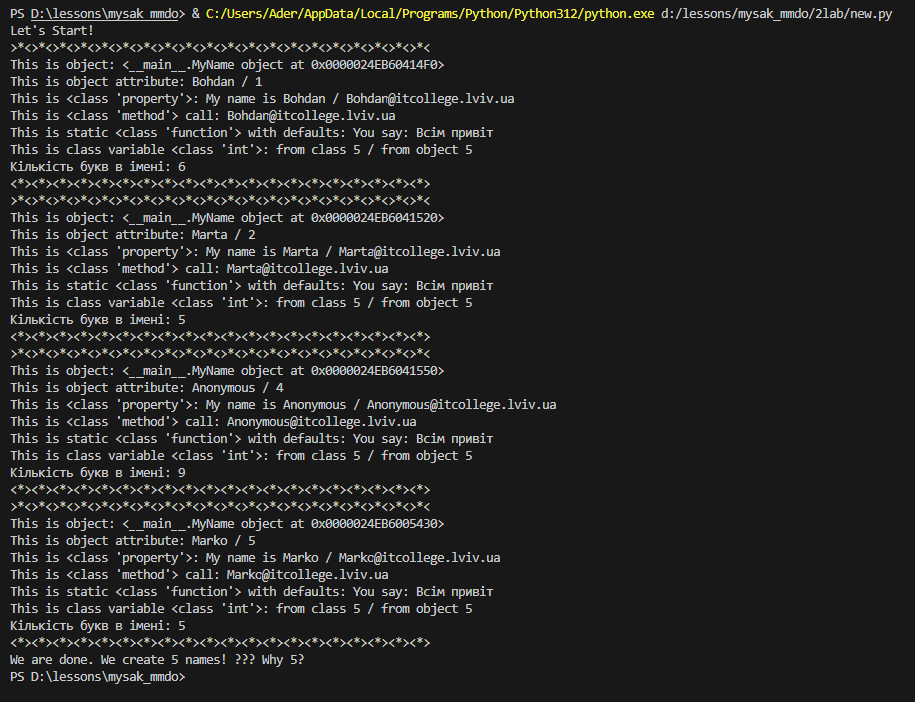 PS D:\lessons\mysak_mmdo> & C:/Users/Ader/AppData/Local/Programs/Python/Python312/python.exe d:/lessons/mysak_mmdo/2lab/new.py
Let's Start!
>*<>*<>*<>*<>*<>*<>*<>*<>*<>*<>*<>*<>*<>*<>*<>*<>*<>*<>*<>*<
This is object: <__main__.MyName object at 0x0000024EB60414F0>
This is object attribute: Bohdan / 1
This is <class 'property'>: My name is Bohdan / Bohdan@itcollege.lviv.ua
This is <class 'method'> call: Bohdan@itcollege.lviv.ua
This is static <class 'function'> with defaults: You say: Всім привіт
This is class variable <class 'int'>: from class 5 / from object 5
Кількість букв в імені: 6
<*><*><*><*><*><*><*><*><*><*><*><*><*><*><*><*><*><*><*><*>
>*<>*<>*<>*<>*<>*<>*<>*<>*<>*<>*<>*<>*<>*<>*<>*<>*<>*<>*<>*<
This is object: <__main__.MyName object at 0x0000024EB6041520>
This is object attribute: Marta / 2
This is <class 'property'>: My name is Marta / Marta@itcollege.lviv.ua
This is <class 'method'> call: Marta@itcollege.lviv.ua
This is static <class 'function'> with defaults: You say: Всім привіт
This is class variable <class 'int'>: from class 5 / from object 5
Кількість букв в імені: 5
<*><*><*><*><*><*><*><*><*><*><*><*><*><*><*><*><*><*><*><*>
>*<>*<>*<>*<>*<>*<>*<>*<>*<>*<>*<>*<>*<>*<>*<>*<>*<>*<>*<>*<
This is object: <__main__.MyName object at 0x0000024EB6041550>
This is object attribute: Anonymous / 4
This is <class 'property'>: My name is Anonymous / Anonymous@itcollege.lviv.ua
This is <class 'method'> call: Anonymous@itcollege.lviv.ua
This is static <class 'function'> with defaults: You say: Всім привіт
This is class variable <class 'int'>: from class 5 / from object 5
Кількість букв в імені: 9
<*><*><*><*><*><*><*><*><*><*><*><*><*><*><*><*><*><*><*><*>
>*<>*<>*<>*<>*<>*<>*<>*<>*<>*<>*<>*<>*<>*<>*<>*<>*<>*<>*<>*<
This is object: <__main__.MyName object at 0x0000024EB6005430>
This is object attribute: Marko / 5
This is <class 'property'>: My name is Marko / Marko@itcollege.lviv.ua
This is <class 'method'> call: Marko@itcollege.lviv.ua
This is static <class 'function'> with defaults: You say: Всім привіт
This is class variable <class 'int'>: from class 5 / from object 5
Кількість букв в імені: 5
<*><*><*><*><*><*><*><*><*><*><*><*><*><*><*><*><*><*><*><*>
We are done. We create 5 names! ??? Why 5?
PS D:\lessons\mysak_mmdo>